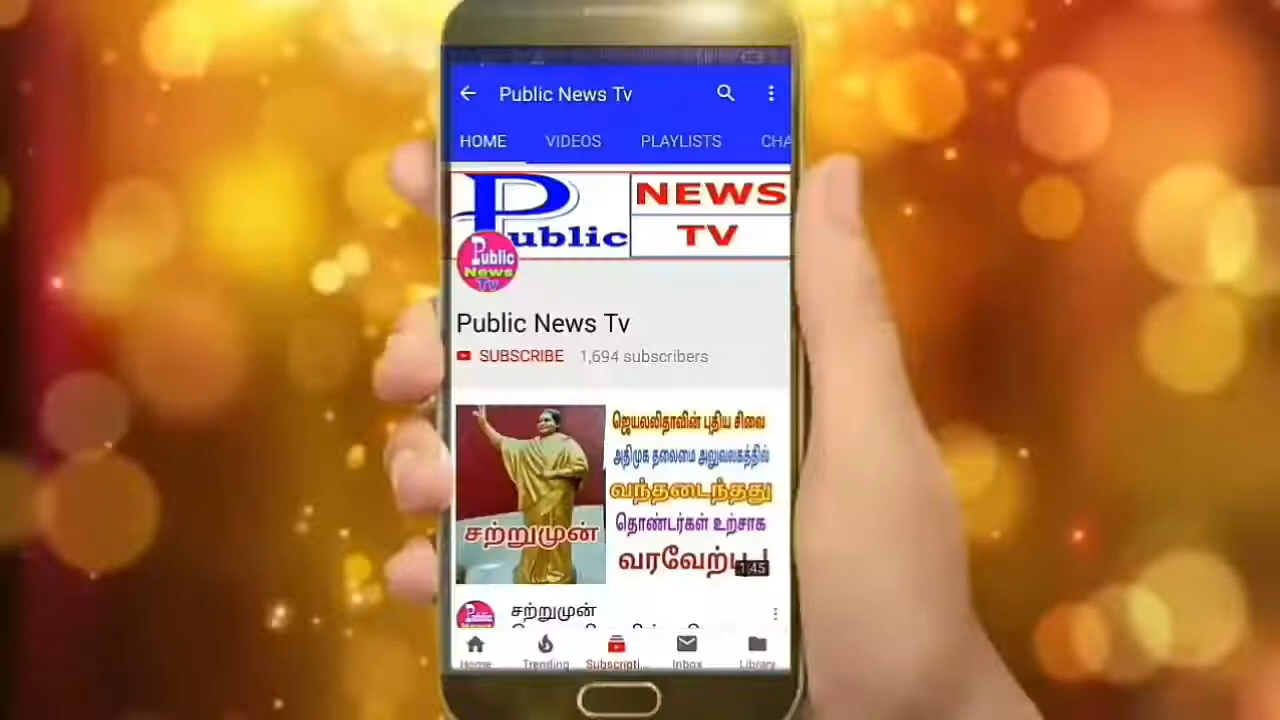 Public News Tv
HOME VIDEOS PLAYLISTS CHA
Public
NEWS
TV
Public
News
Tv
Public News Tv
SUBSCRIBE 1,694 subscribers
ஜெயலலிதாவின் புதிய சிலை
அதிமுக தலைமை அலுவலகத்தில்
வந்தடைந்தது
தொண்டர்கள் உற்சாக
சற்றுமுன்
1:45
சற்றுமுன்
Public
Home Trending Subscripti... Inbox Library